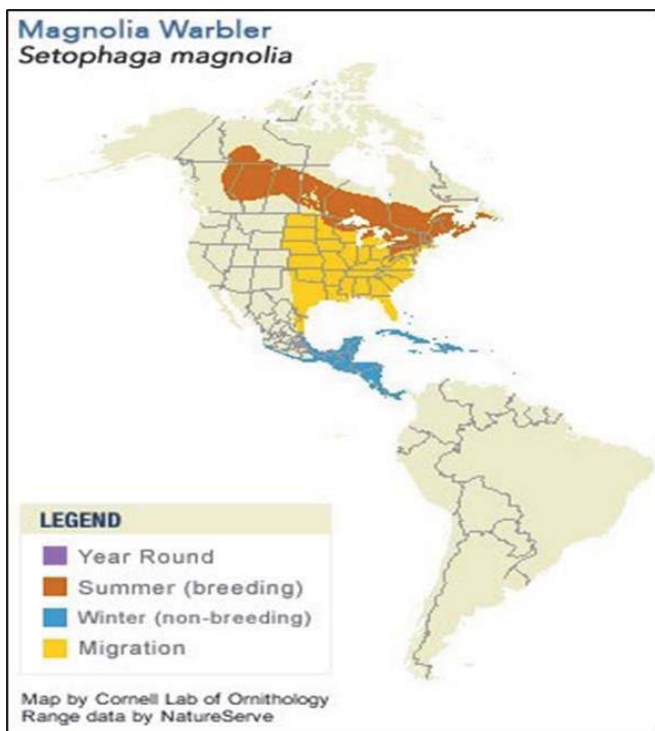 Magnolia Warbler
Setophaga magnolia
LEGEND
Year Round
Summer (breeding)
Winter (non-breeding)
Migration
Map by Cornell Lab of Ornithology
Range data by NatureServe